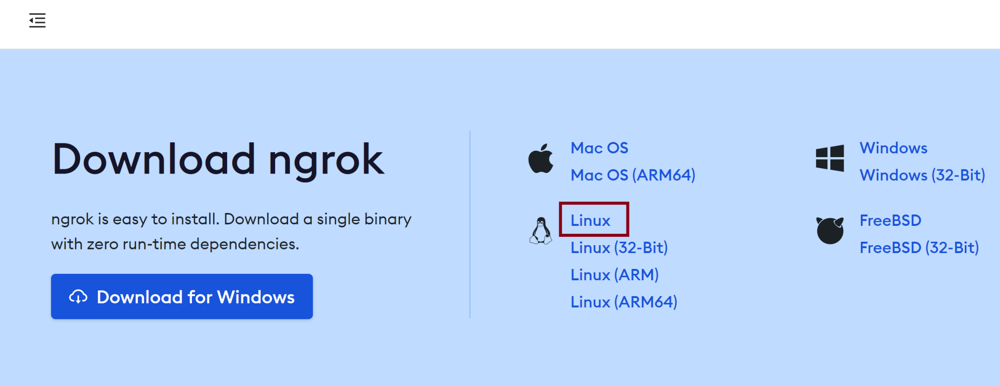 Download ngrok
ngrok is easy to install. Download a single binary
with zero run-time dependencies.
Download for Windows
Mac OS
Mac OS (ARM64)
Linux
Linux (32-Bit)
Linux (ARM)
Linux (ARM64)
Windows
Windows (32-Bit)
FreeBSD
FreeBSD (32-Bit)